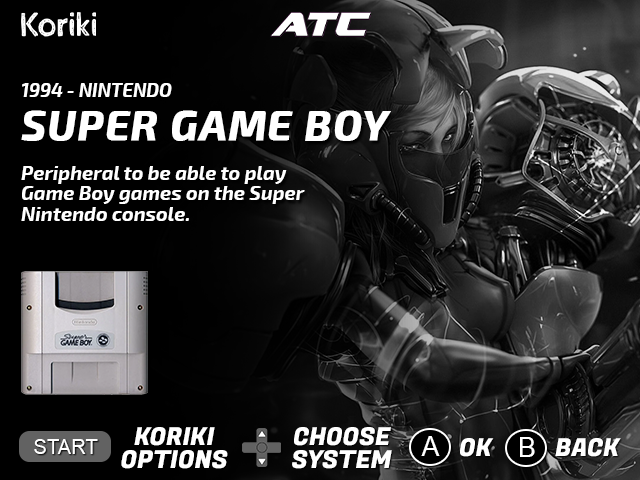 Koriki
ATC
1994 - NINTENDO
SUPER GAME BOY
Peripheral to be able to play
Game Boy games on the Super
Nintendo console.
Nintendo
Super
GAME BOY
START
KORIKI
OPTIONS
CHOOSE
SYSTEM
A OK
B BACK